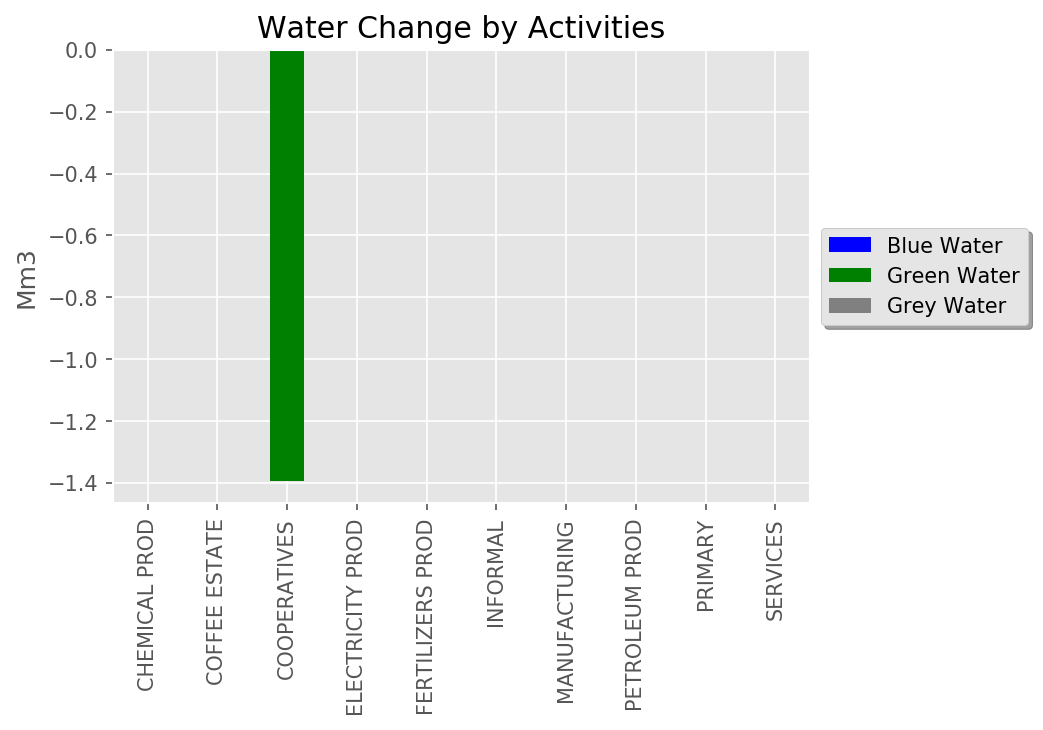 Water Change by Activities
0.0
−0.2
−0.4
−0.6
−0.8
−1.0
−1.2
−1.4
Mm3
CHEMICAL PROD
COFFEE ESTATE
COOPERATIVES
ELECTRICITY PROD
FERTILIZERS PROD
INFORMAL
MANUFACTURING
PETROLEUM PROD
PRIMARY
SERVICES
Blue Water
Green Water
Grey Water